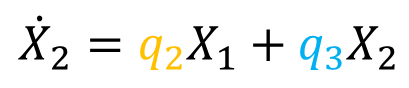 Ẋ₂ = q₂X₁ + q₃X₂